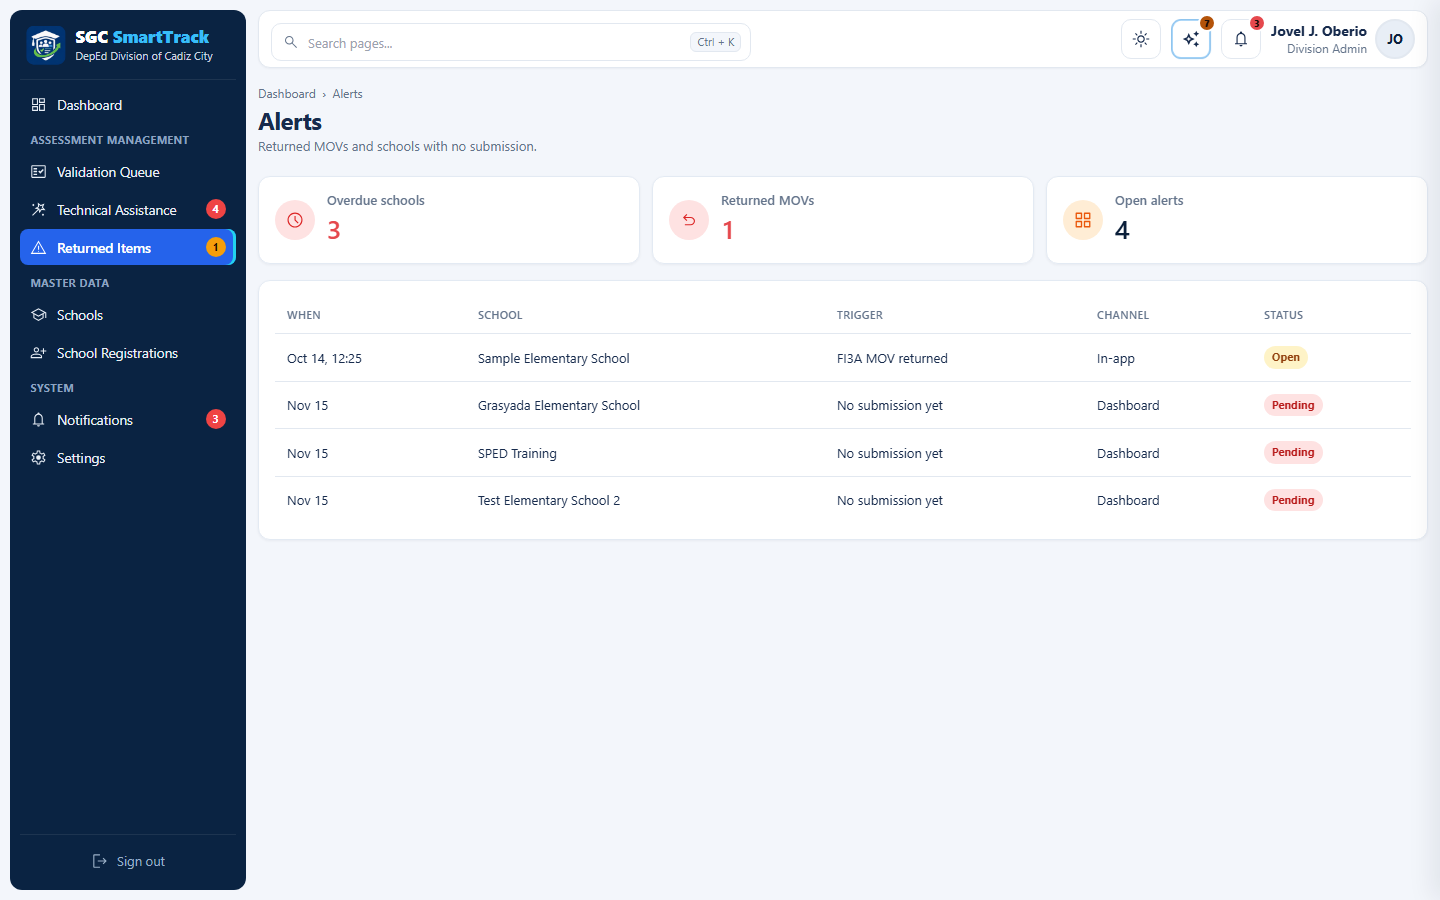 SGC SmartTrack
DepEd Division of Cadiz City
Dashboard
ASSESSMENT MANAGEMENT
Validation Queue
Technical Assistance 4
Returned Items 1
MASTER DATA
Schools
School Registrations
SYSTEM
Notifications 3
Settings
Sign out
Search pages... Ctrl + K
7
3
Jovel J. Oberio
Division Admin
JO
Dashboard › Alerts
Alerts
Returned MOVs and schools with no submission.
Overdue schools
3
Returned MOVs
1
Open alerts
4
WHEN SCHOOL TRIGGER CHANNEL STATUS
Oct 14, 12:25 Sample Elementary School FI3A MOV returned In-app Open
Nov 15 Grasyada Elementary School No submission yet Dashboard Pending
Nov 15 SPED Training No submission yet Dashboard Pending
Nov 15 Test Elementary School 2 No submission yet Dashboard Pending